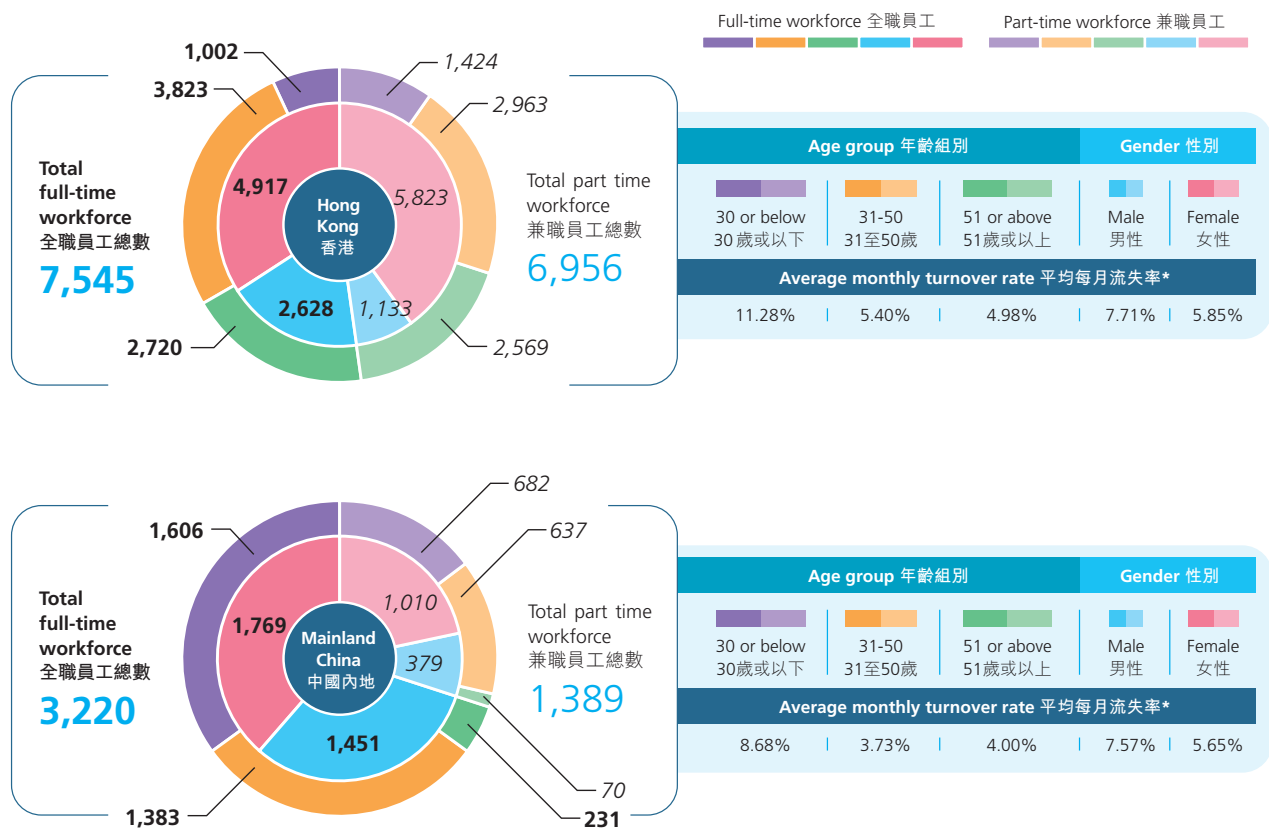 Full-time workforce 全職員工
Part-time workforce 兼職員工
1,002
3,823
1,424
2,963
Total
full-time
workforce
全職員工總數
7,545
4,917
5,823
Hong
Kong
香港
2,628
1,133
2,720
2,569
Total part time
workforce
兼職員工總數
6,956
Age group 年齡組別
Gender 性別
30 or below
30歲或以下
31-50
31至50歲
51 or above
51歲或以上
Male
男性
Female
女性
Average monthly turnover rate 平均每月流失率*
11.28%
5.40%
4.98%
7.71%
5.85%
682
637
1,606
Total
full-time
workforce
全職員工總數
3,220
1,769
1,010
Mainland
China
中國內地
379
1,451
1,383
70
231
Total part time
workforce
兼職員工總數
1,389
Age group 年齡組別
Gender 性別
30 or below
30歲或以下
31-50
31至50歲
51 or above
51歲或以上
Male
男性
Female
女性
Average monthly turnover rate 平均每月流失率*
8.68%
3.73%
4.00%
7.57%
5.65%